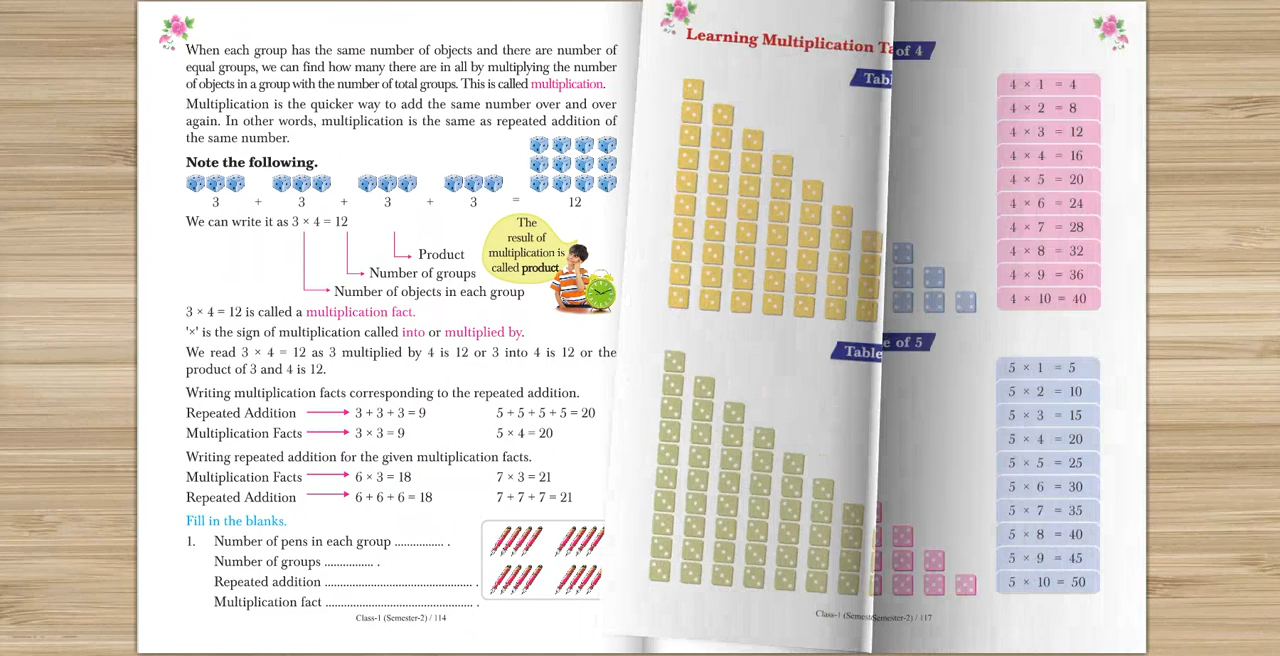 When each group has the same number of objects and there are number of
equal groups, we can find how many there are in all by multiplying the number
of objects in a group with the number of total groups. This is called multiplication.
Multiplication is the quicker way to add the same number over and over
again. In other words, multiplication is the same as repeated addition of
the same number.
Note the following.
3 + 3 + 3 + 3 = 12
We can write it as 3 × 4 = 12
Product
Number of groups
Number of objects in each group
The
result of
multiplication is
called product
3 × 4 = 12 is called a multiplication fact.
'×' is the sign of multiplication called into or multiplied by.
We read 3 × 4 = 12 as 3 multiplied by 4 is 12 or 3 into 4 is 12 or the
product of 3 and 4 is 12.
Writing multiplication facts corresponding to the repeated addition.
Repeated Addition 3 + 3 + 3 = 9 5 + 5 + 5 + 5 = 20
Multiplication Facts 3 × 3 = 9 5 × 4 = 20
Writing repeated addition for the given multiplication facts.
Multiplication Facts 6 × 3 = 18 7 × 3 = 21
Repeated Addition 6 + 6 + 6 = 18 7 + 7 + 7 = 21
Fill in the blanks.
1. Number of pens in each group ................ .
Number of groups ................ .
Repeated addition ................................................ .
Multiplication fact ................................................ .
Class-1 (Semester-2) / 114
Learning Multiplication
Table
Class-1
of 4
4 × 1 = 4
4 × 2 = 8
4 × 3 = 12
4 × 4 = 16
4 × 5 = 20
4 × 6 = 24
4 × 7 = 28
4 × 8 = 32
4 × 9 = 36
4 × 10 = 40
of 5
5 × 1 = 5
5 × 2 = 10
5 × 3 = 15
5 × 4 = 20
5 × 5 = 25
5 × 6 = 30
5 × 7 = 35
5 × 8 = 40
5 × 9 = 45
5 × 10 = 50
Semester-2) / 117